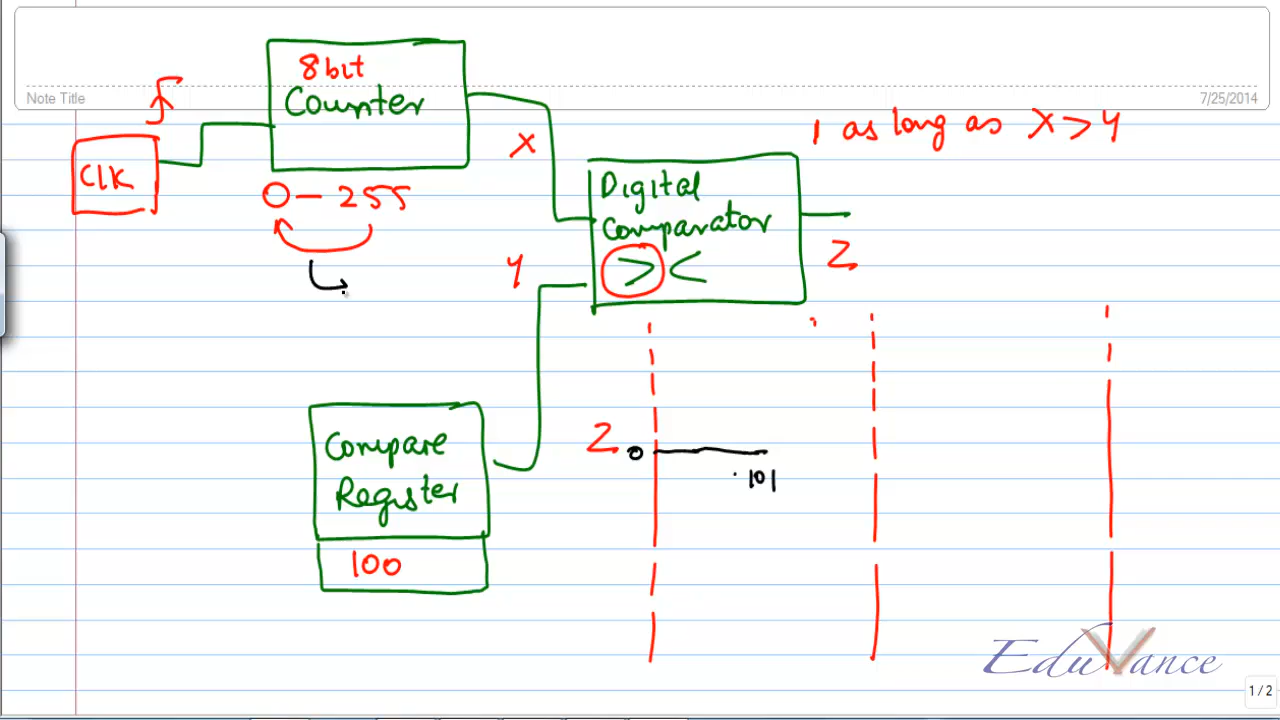 Note Title
7/25/2014
8 bit
Counter
1 as long as X > Y
Clk
X
0 - 255
Digital
Comparator
> <
Y
Z
Compare
Register
100
Z
0
101
EduVance
1 / 2